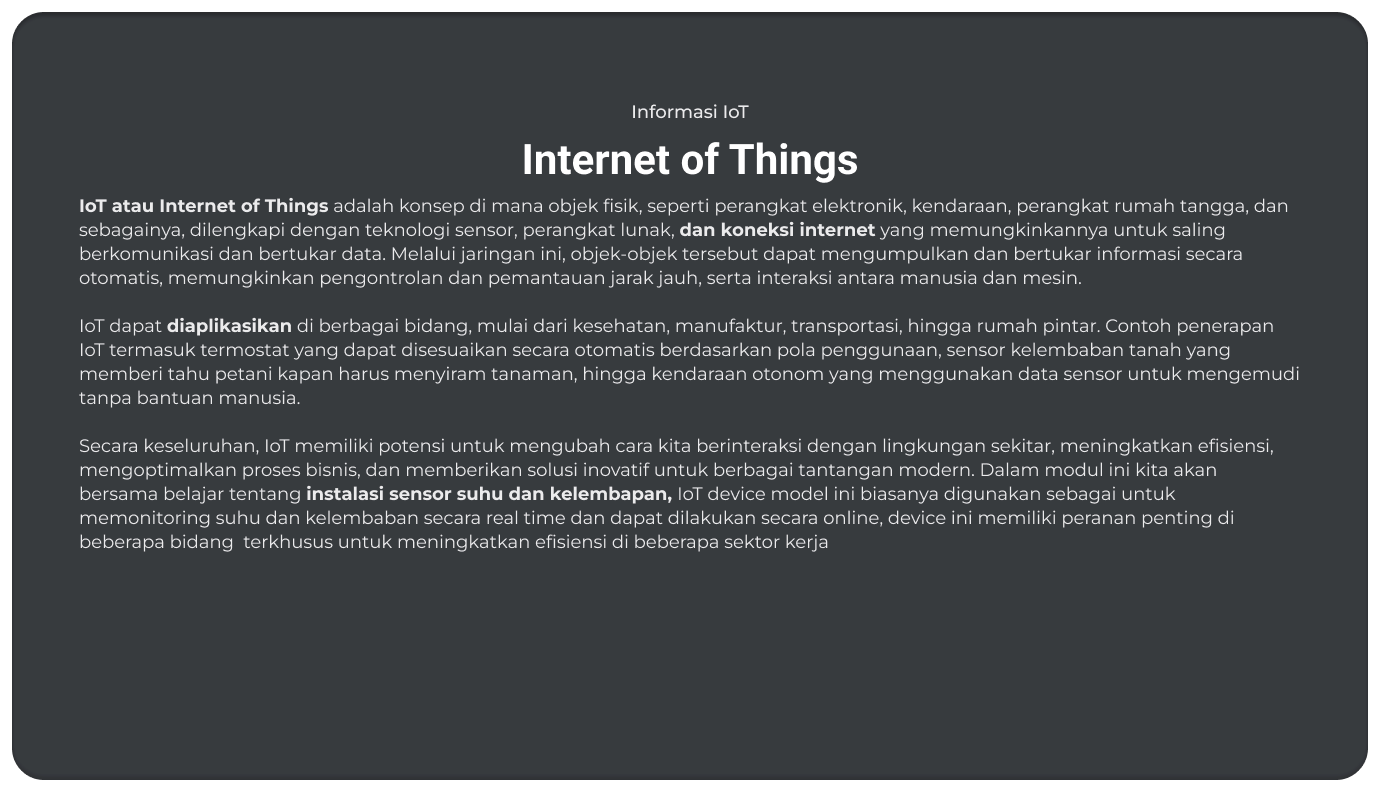 Informasi IoT
Internet of Things
IoT atau Internet of Things adalah konsep di mana objek fisik, seperti perangkat elektronik, kendaraan, perangkat rumah tangga, dan
sebagainya, dilengkapi dengan teknologi sensor, perangkat lunak, dan koneksi internet yang memungkinkannya untuk saling
berkomunikasi dan bertukar data. Melalui jaringan ini, objek-objek tersebut dapat mengumpulkan dan bertukar informasi secara
otomatis, memungkinkan pengontrolan dan pemantauan jarak jauh, serta interaksi antara manusia dan mesin.
IoT dapat diaplikasikan di berbagai bidang, mulai dari kesehatan, manufaktur, transportasi, hingga rumah pintar. Contoh penerapan
IoT termasuk termostat yang dapat disesuaikan secara otomatis berdasarkan pola penggunaan, sensor kelembaban tanah yang
memberi tahu petani kapan harus menyiram tanaman, hingga kendaraan otonom yang menggunakan data sensor untuk mengemudi
tanpa bantuan manusia.
Secara keseluruhan, IoT memiliki potensi untuk mengubah cara kita berinteraksi dengan lingkungan sekitar, meningkatkan efisiensi,
mengoptimalkan proses bisnis, dan memberikan solusi inovatif untuk berbagai tantangan modern. Dalam modul ini kita akan
bersama belajar tentang instalasi sensor suhu dan kelembapan, IoT device model ini biasanya digunakan sebagai untuk
memonitoring suhu dan kelembaban secara real time dan dapat dilakukan secara online, device ini memiliki peranan penting di
beberapa bidang  terkhusus untuk meningkatkan efisiensi di beberapa sektor kerja